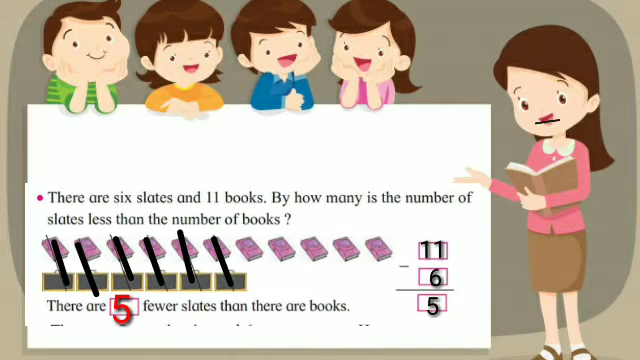 • There are six slates and 11 books. By how many is the number of
slates less than the number of books ?
11
– 6
5
There are 5 fewer slates than there are books.